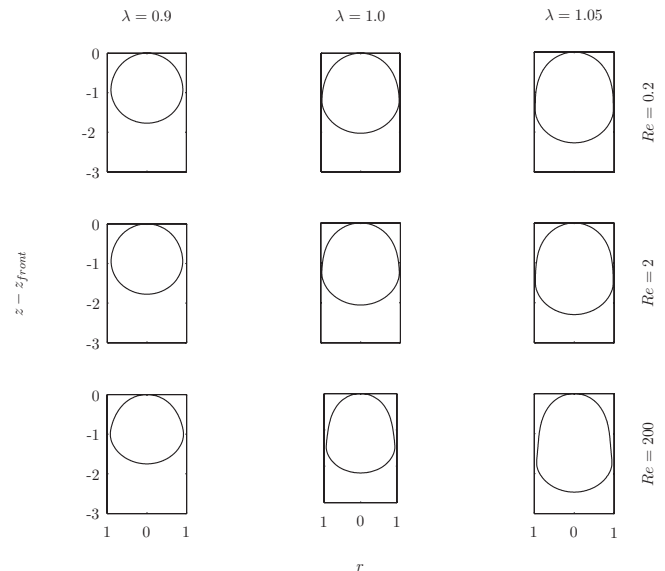 λ = 0.9 λ = 1.0 λ = 1.05
0
-1
-2
-3
Re = 0.2
0
-1
-2
-3
Re = 2
z − z_front
0
-1
-2
-3
Re = 200
1 0 1 1 0 1 1 0 1
r